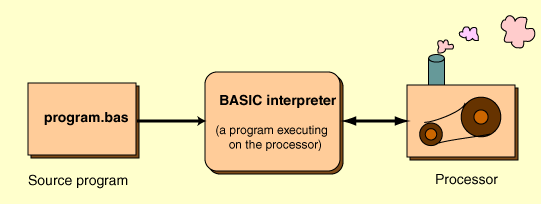 program.bas
Source program
BASIC interpreter
(a program executing
on the processor)
Processor